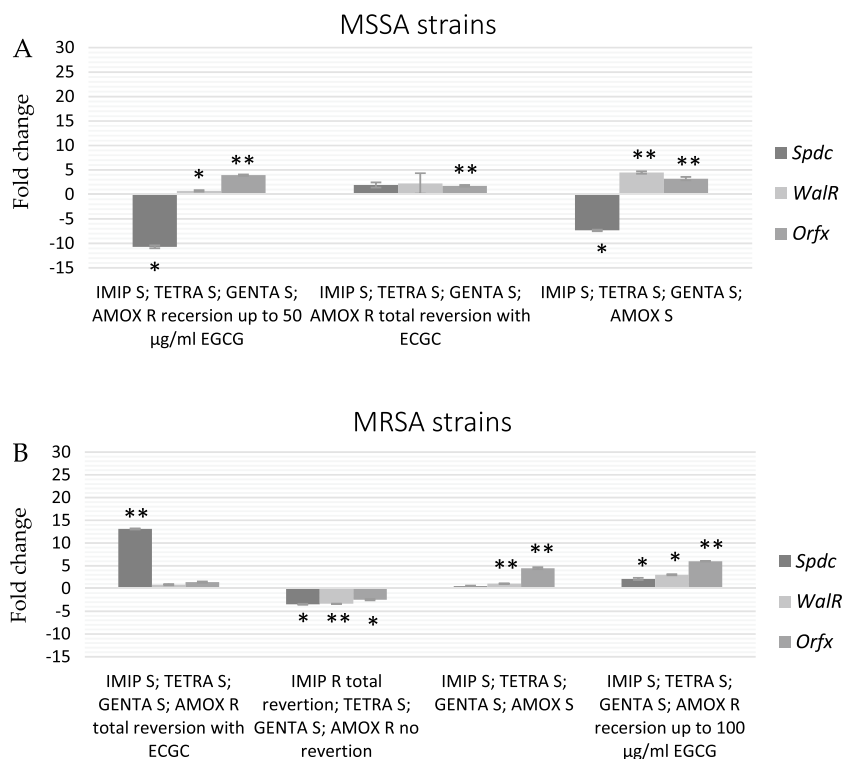 MSSA strains
A
Fold change
30
25
20
15
10
5
0
-5
-10
-15
*
*
**
**
*
**
**
Spdc
WalR
Orfx
IMIP S; TETRA S; GENTA S;
AMOX R recersion up to 50
µg/ml EGCG
IMIP S; TETRA S; GENTA S;
AMOX R total reversion with
ECGC
IMIP S; TETRA S; GENTA S;
AMOX S
MRSA strains
B
Fold change
30
25
20
15
10
5
0
-5
-10
-15
**
*
**
*
**
**
*
*
**
Spdc
WalR
Orfx
IMIP S; TETRA S;
GENTA S; AMOX R
total reversion with
ECGC
IMIP R total
revertion; TETRA S;
GENTA S; AMOX R no
revertion
IMIP S; TETRA S;
GENTA S; AMOX S
IMIP S; TETRA S;
GENTA S; AMOX R
recersion up to 100
µg/ml EGCG